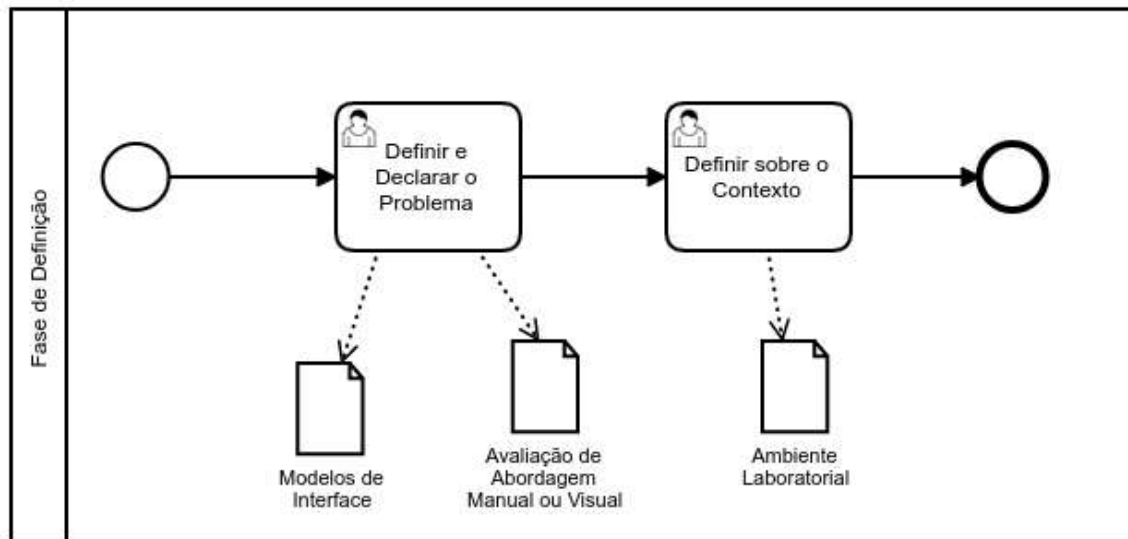 Fase de Definição
Definir e
Declarar o
Problema
Definir sobre o
Contexto
Modelos de
Interface
Avaliação de
Abordagem
Manual ou Visual
Ambiente
Laboratorial